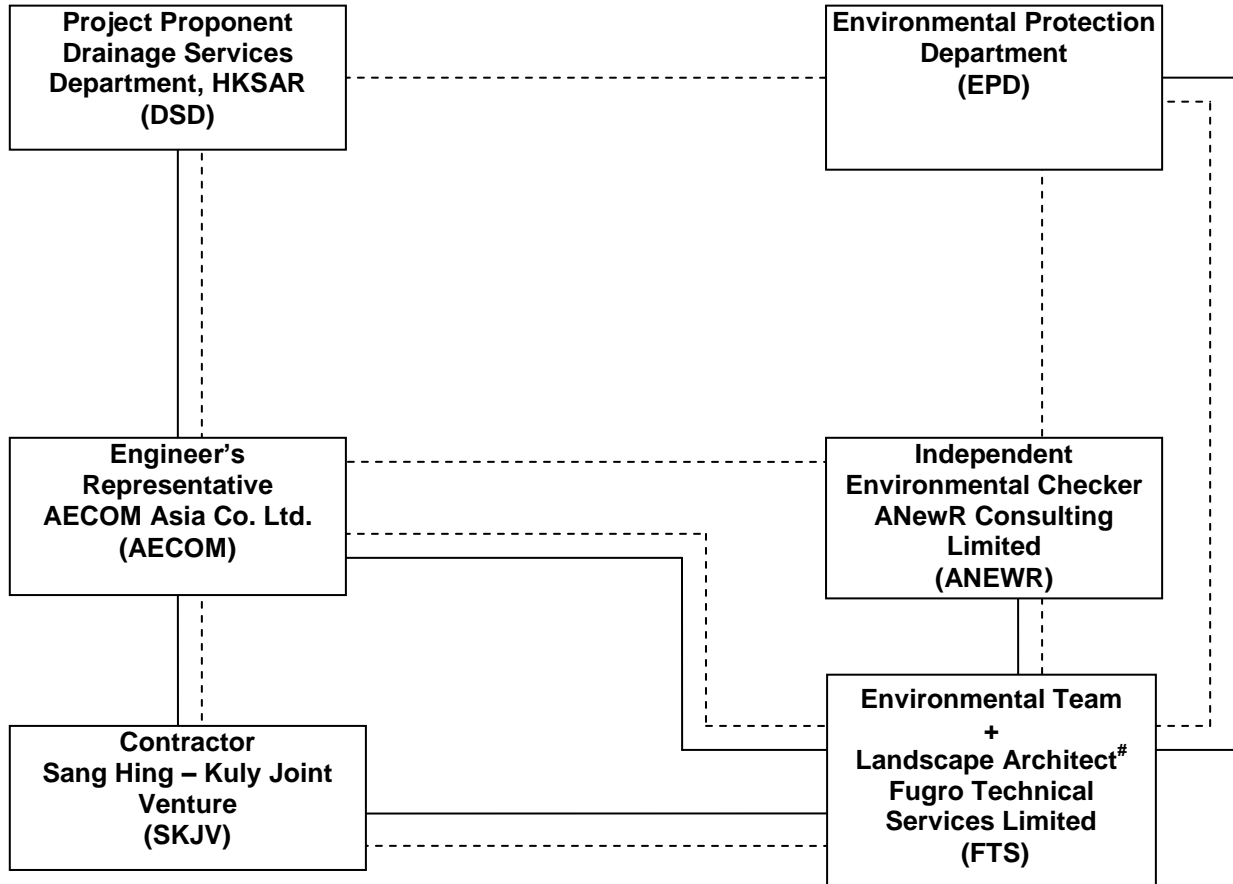 Project Proponent
Drainage Services
Department, HKSAR
(DSD)
Environmental Protection
Department
(EPD)
Engineer’s
Representative
AECOM Asia Co. Ltd.
(AECOM)
Independent
Environmental Checker
ANewR Consulting
Limited
(ANEWR)
Contractor
Sang Hing – Kuly Joint
Venture
(SKJV)
Environmental Team
+
Landscape Architect#
Fugro Technical
Services Limited
(FTS)